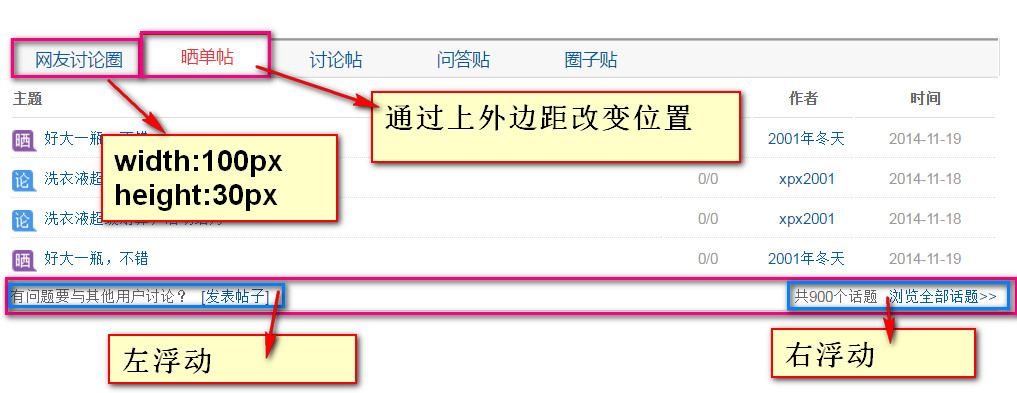 网友讨论圈 晒单帖 讨论帖 问答贴 圈子贴
主题 作者 时间
通过上外边距改变位置
晒 好大一瓶，不错 2001年冬天 2014-11-19
width:100px
height:30px
论 洗衣液超 0/0 xpx2001 2014-11-18
论 洗衣液超 0/0 xpx2001 2014-11-18
晒 好大一瓶，不错 2001年冬天 2014-11-19
有问题要与其他用户讨论？ [发表帖子] 共900个话题 浏览全部话题>>
左浮动
右浮动